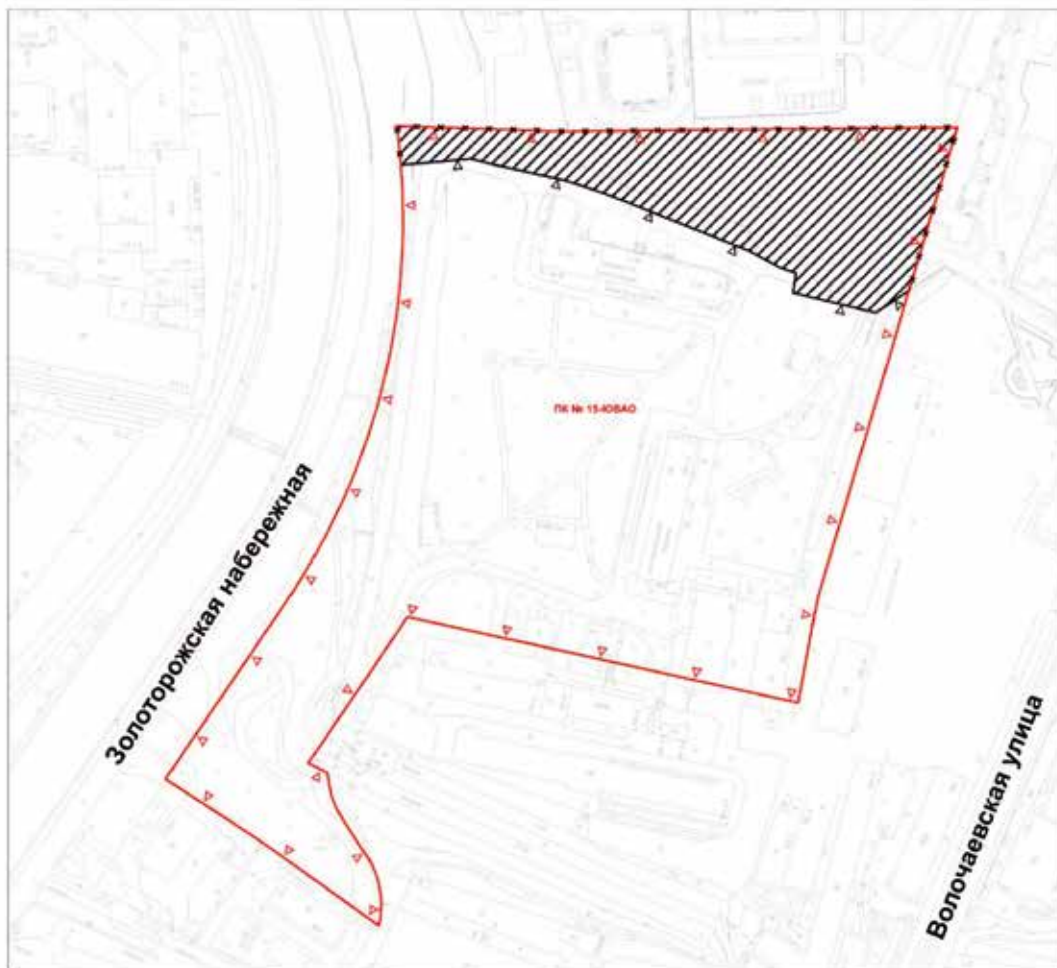 ПК № 15-ЮВАО
Золоторожская набережная
Волочаевская улица